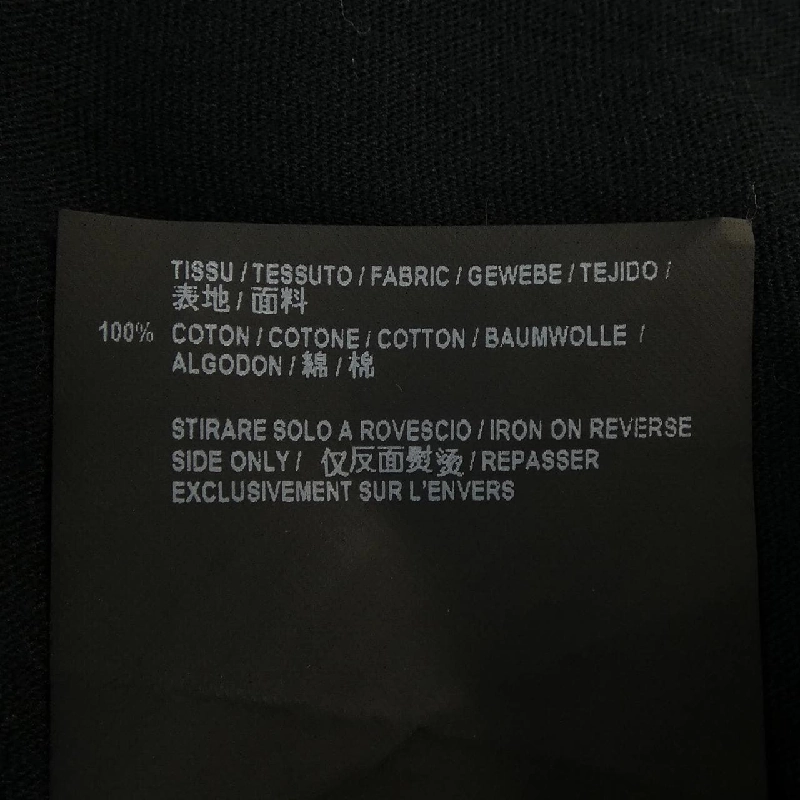 TISSU / TESSUTO / FABRIC / GEWEBE / TEJIDO /
表地 / 面料
100% COTON / COTONE / COTTON / BAUMWOLLE /
ALGODON / 綿 / 棉
STIRARE SOLO A ROVESCIO / IRON ON REVERSE
SIDE ONLY / 仅反面熨烫 / REPASSER
EXCLUSIVEMENT SUR L'ENVERS